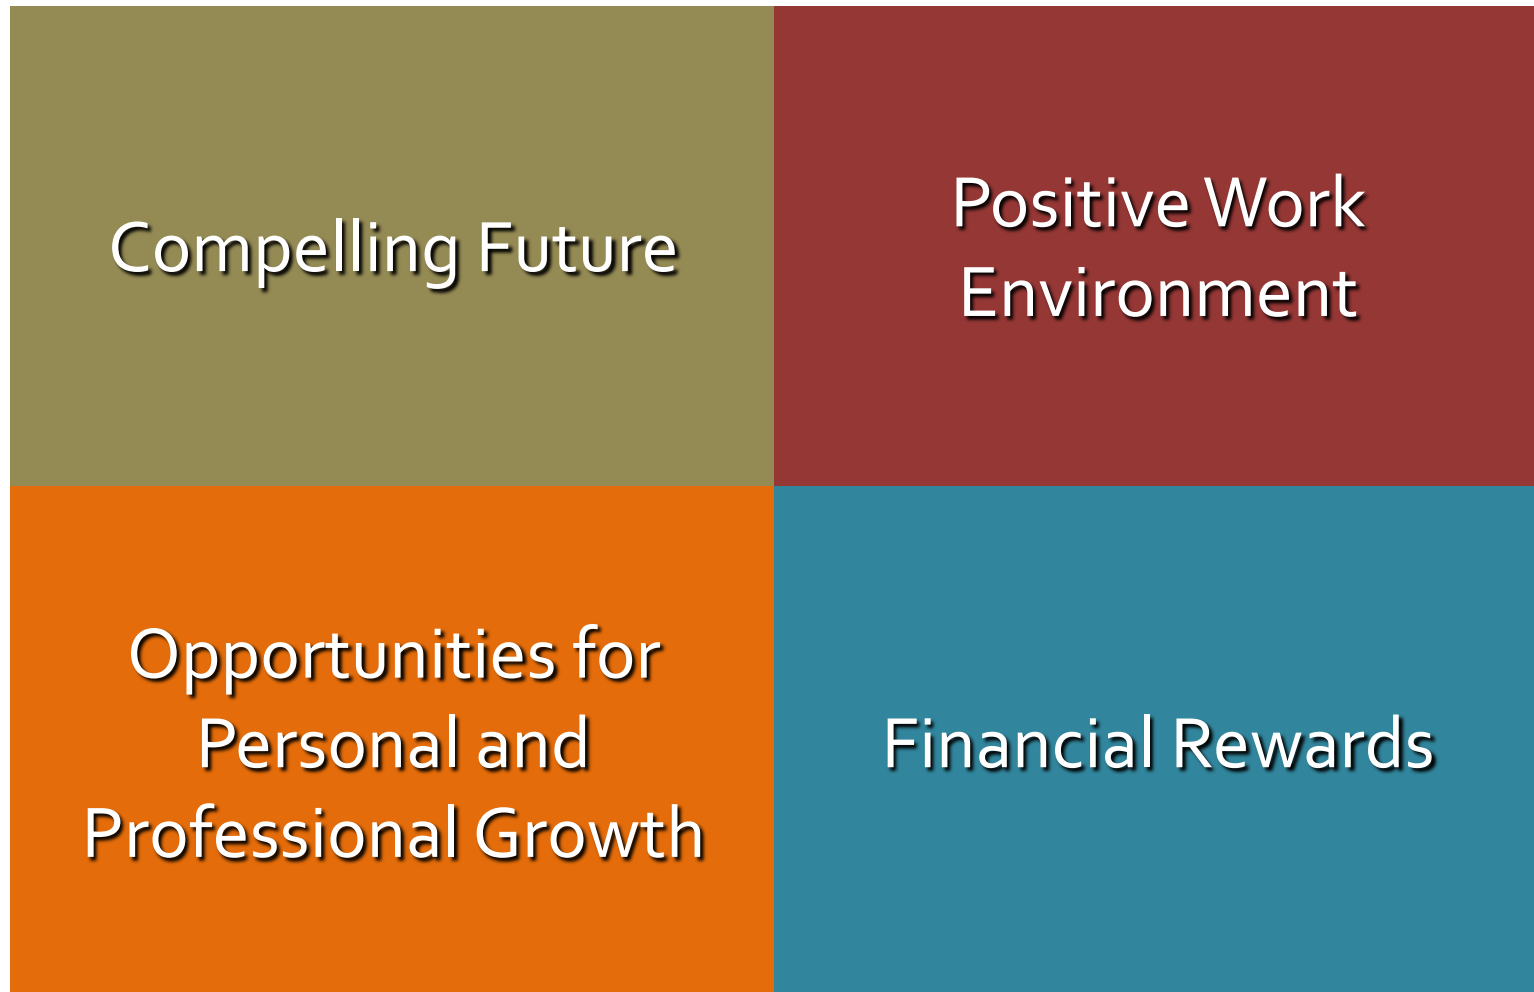 Compelling Future
Positive Work
Environment
Opportunities for
Personal and
Professional Growth
Financial Rewards